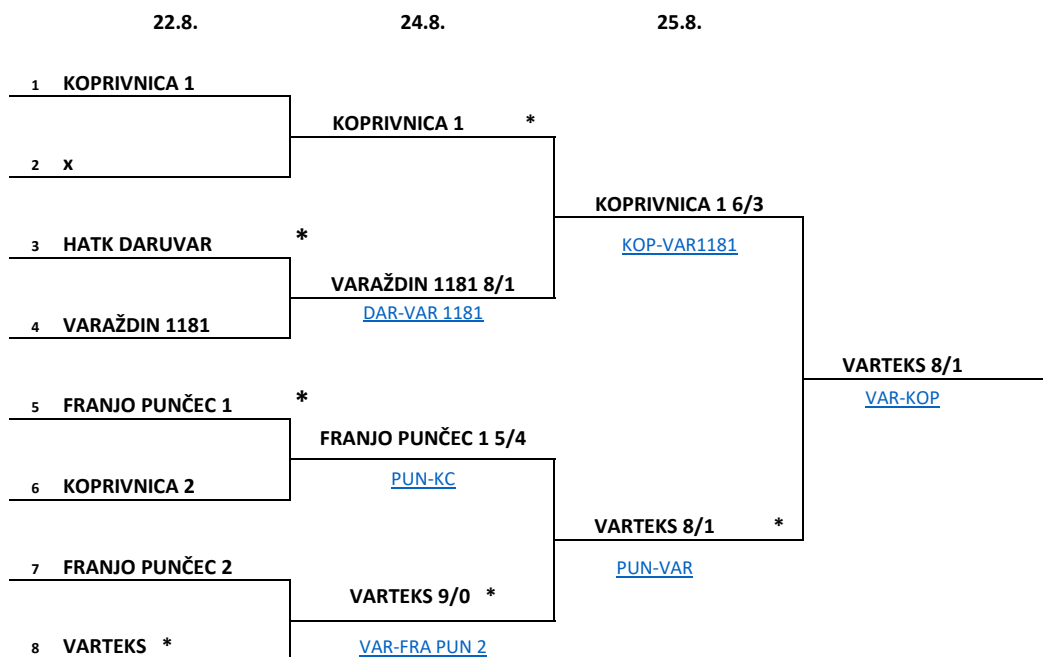 22.8. 24.8. 25.8.
1 KOPRIVNICA 1
KOPRIVNICA 1 *
2 x
KOPRIVNICA 1 6/3
3 HATK DARUVAR *
KOP-VAR1181
VARAŽDIN 1181 8/1
DAR-VAR 1181
4 VARAŽDIN 1181
VARTEKS 8/1
VAR-KOP
5 FRANJO PUNČEC 1 *
FRANJO PUNČEC 1 5/4
PUN-KC
6 KOPRIVNICA 2
VARTEKS 8/1 *
7 FRANJO PUNČEC 2
PUN-VAR
VARTEKS 9/0 *
8 VARTEKS *
VAR-FRA PUN 2